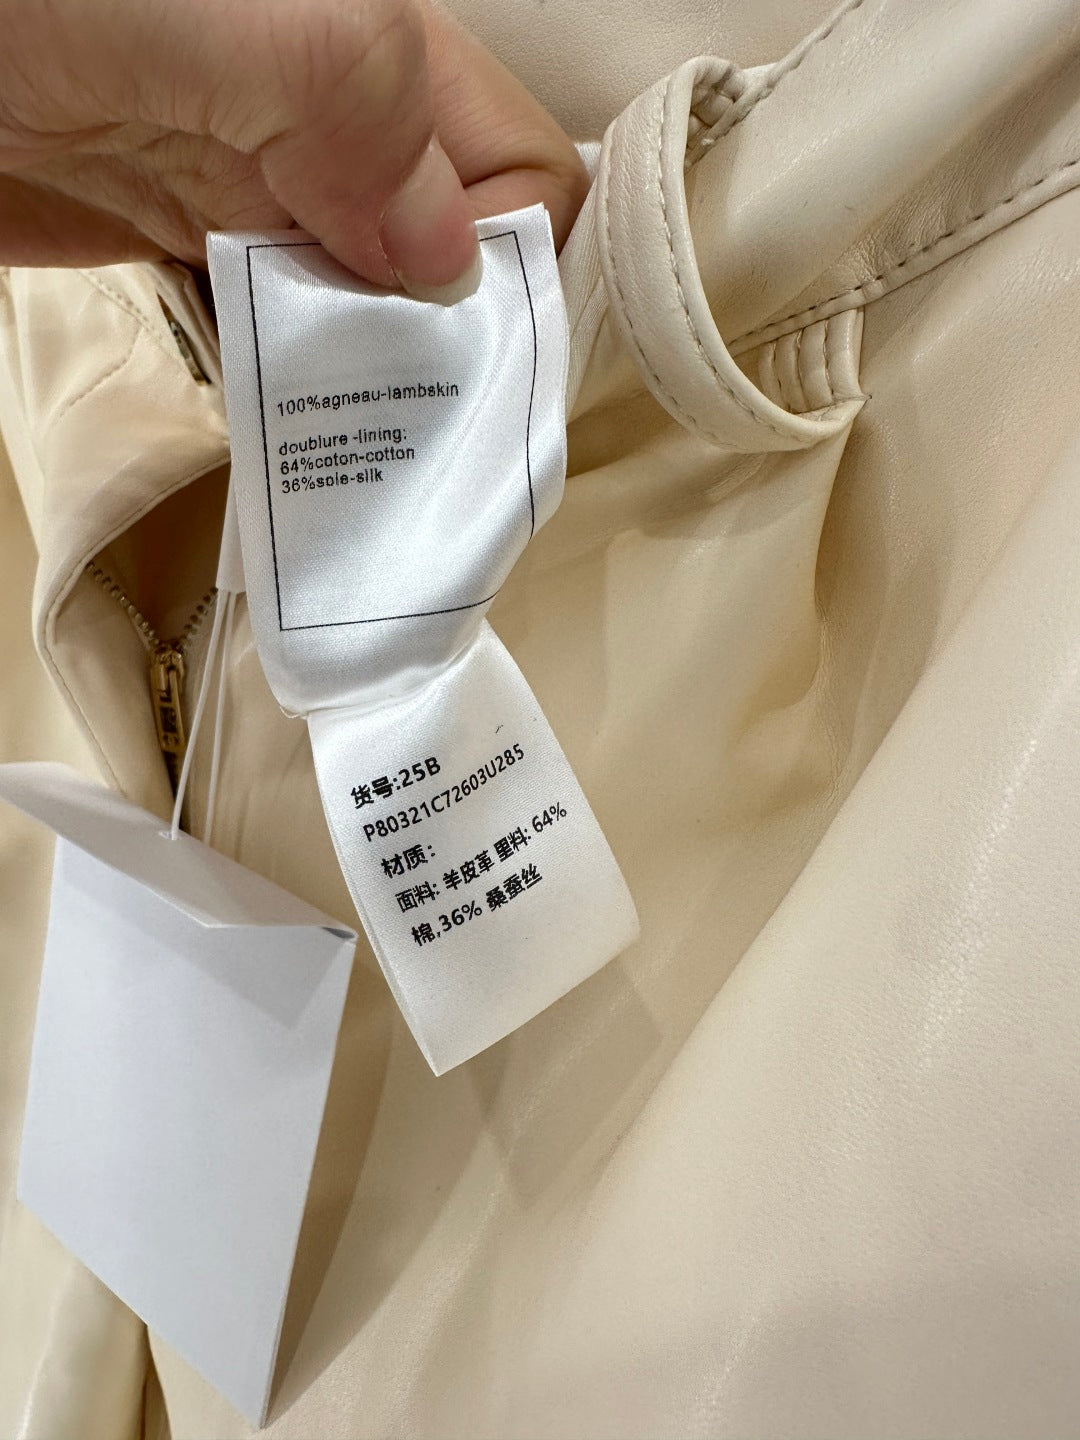 100%agneau-lambskin
doublure -lining:
64%coton-cotton
36%soie-silk
货号:25B
P80321C72603U285
材质:
面料: 羊皮革 里料: 64%
棉,36% 桑蚕丝